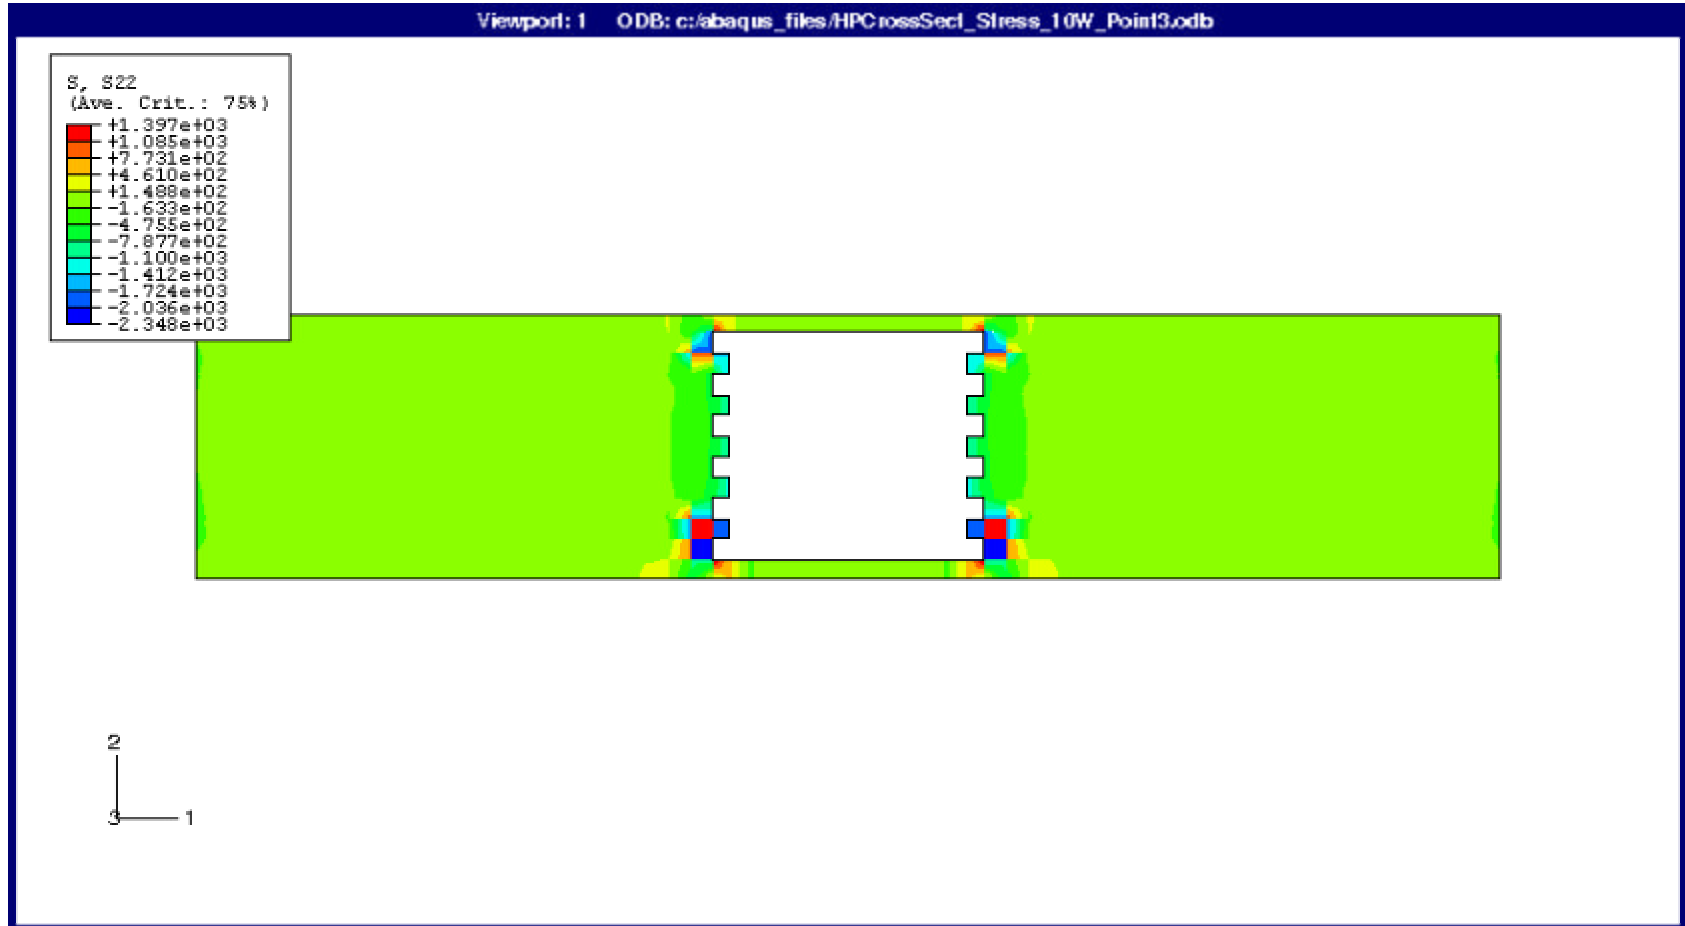 Viewport: 1 ODB: c:/abaqus_files/HPCrossSect_Stress_10W_Point3.odb
S, S22
(Ave. Crit.: 75%)
+1.397e+03
+1.085e+03
+7.731e+02
+4.610e+02
+1.488e+02
-1.633e+02
-4.755e+02
-7.877e+02
-1.100e+03
-1.412e+03
-1.724e+03
-2.036e+03
-2.348e+03
2
3
1